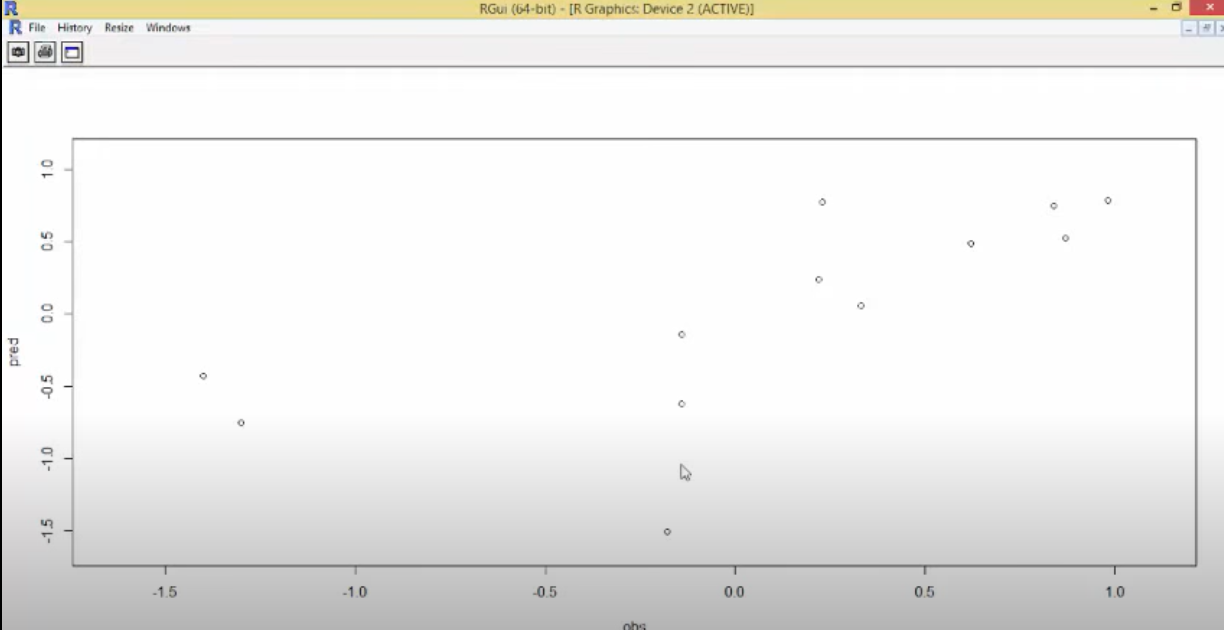 RGui (64-bit) - [R Graphics: Device 2 (ACTIVE)]
R File History Resize Windows
1.0
0.5
0.0
pred
-0.5
-1.0
-1.5
-1.5 -1.0 -0.5 0.0 0.5 1.0
obs